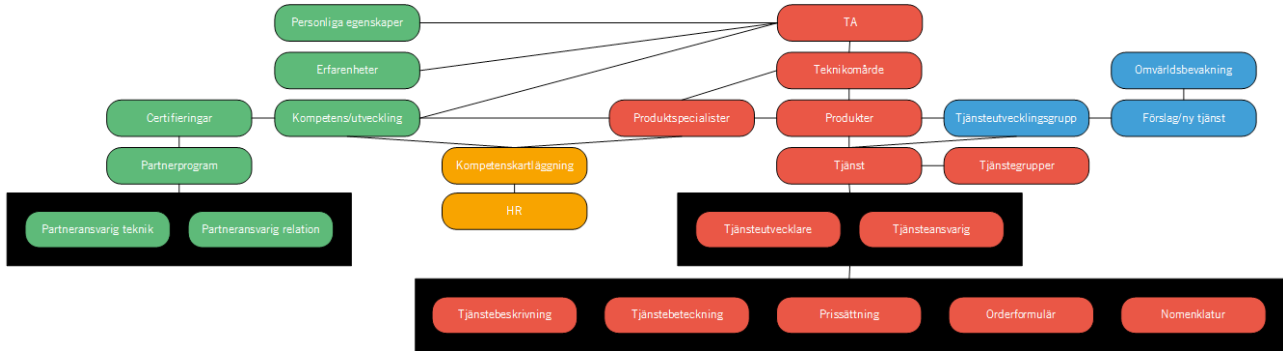 Personliga egenskaper
TA
Erfarenheter
Teknikomårde
Omvärldsbevakning
Certifieringar
Kompetens/utveckling
Produktspecialister
Produkter
Tjänsteutvecklingsgrupp
Förslag/ny tjänst
Partnerprogram
Kompetenskartläggning
Tjänst
Tjänstegrupper
HR
Partneransvarig teknik
Partneransvarig relation
Tjänsteutvecklare
Tjänsteansvarig
Tjänstebeskrivning
Tjänstebeteckning
Prissättning
Orderformulär
Nomenklatur